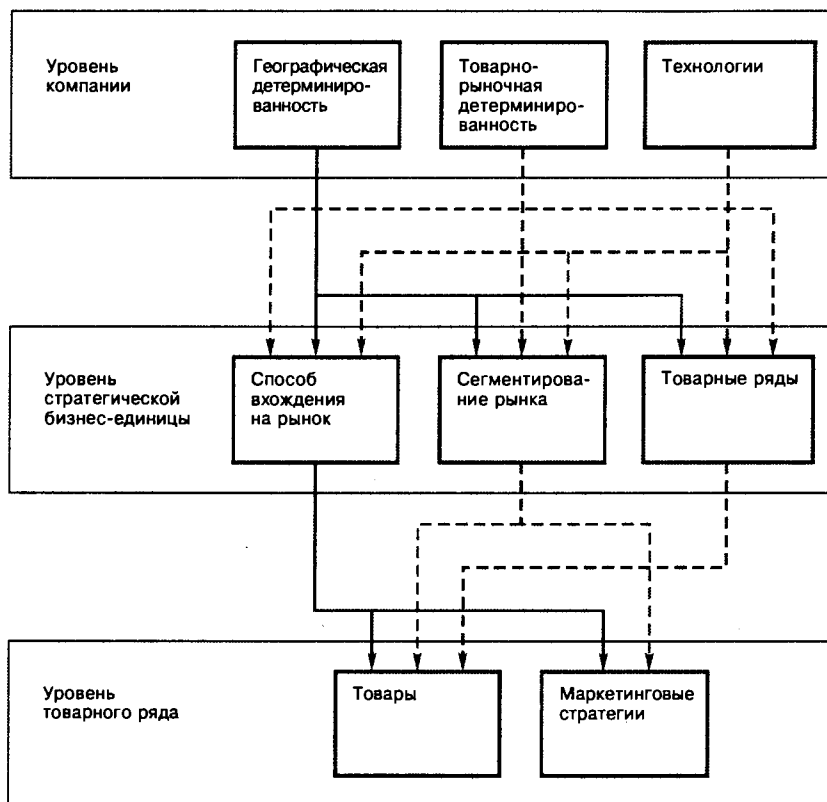 Уровень
компании
Географическая
детерминиро-
ванность
Товарно-
рыночная
детерминиро-
ванность
Технологии
Уровень
стратегической
бизнес-единицы
Способ
вхождения
на рынок
Сегментирова-
ние рынка
Товарные ряды
Уровень
товарного ряда
Товары
Маркетинговые
стратегии